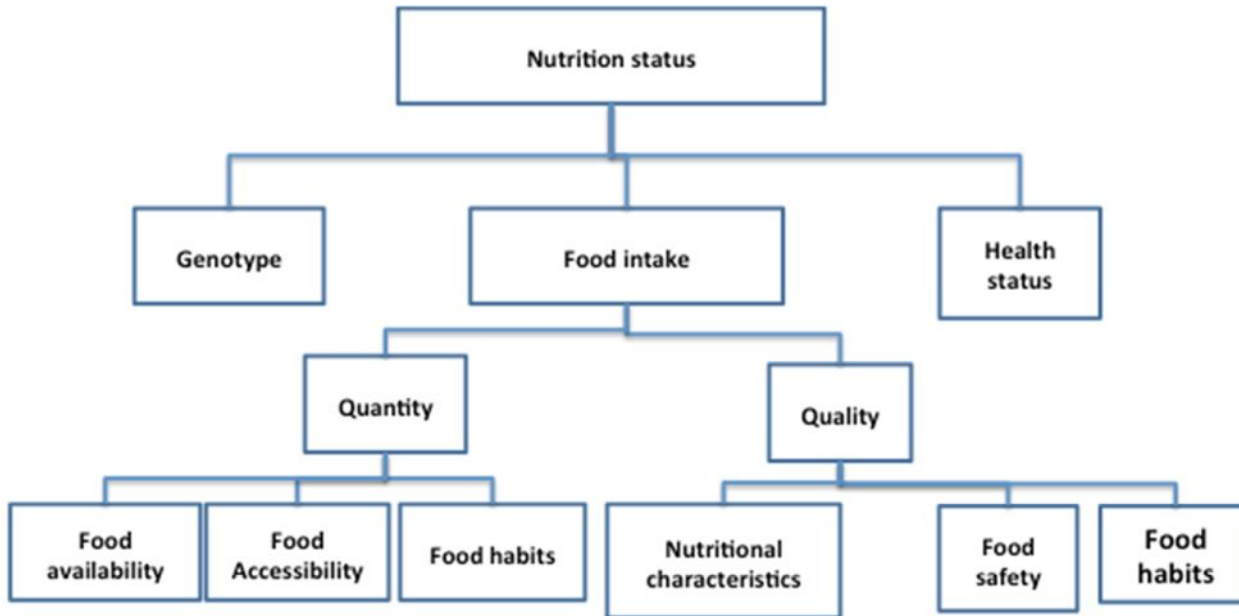 Nutrition status
Genotype
Food intake
Health
status
Quantity
Quality
Food
availability
Food
Accessibility
Food habits
Nutritional
characteristics
Food
safety
Food
habits